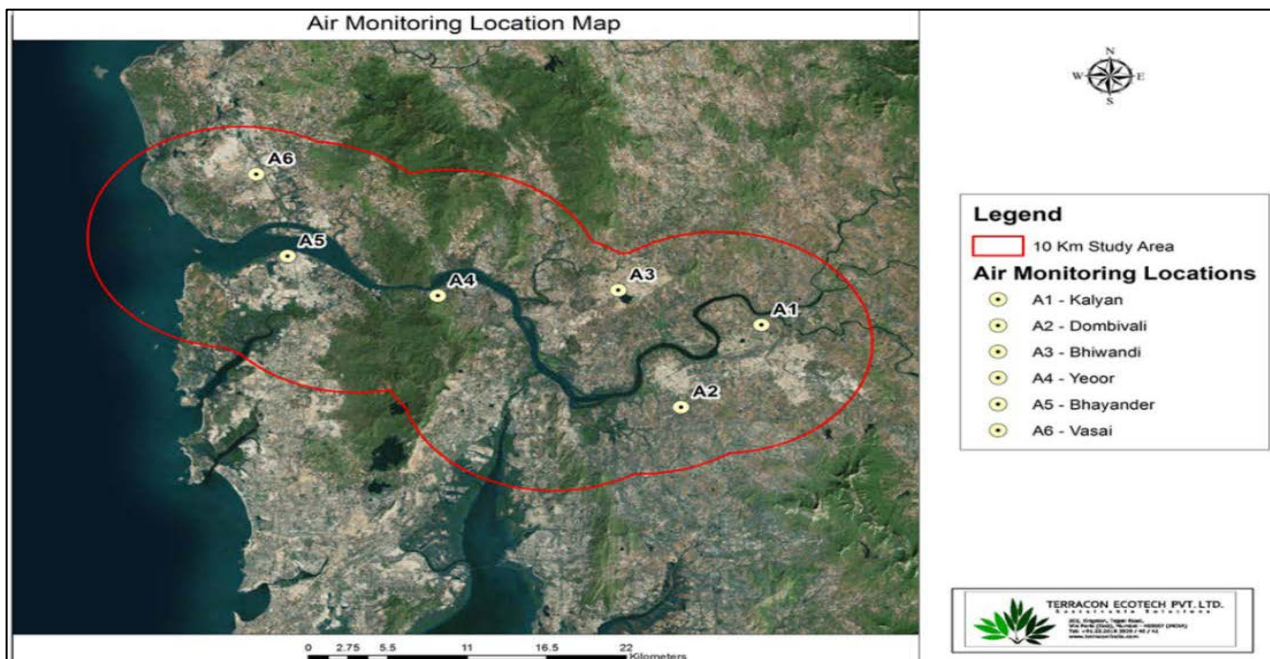 Air Monitoring Location Map
N
W E
S
A6
A5
A4
A3
A1
A2
Legend
10 Km Study Area
Air Monitoring Locations
A1 - Kalyan
A2 - Dombivali
A3 - Bhiwandi
A4 - Yeoor
A5 - Bhayander
A6 - Vasai
TERRACON ECOTECH PVT. LTD.
Sustainable Solutions
0 2.75 5.5 11 16.5 22
Kilometers